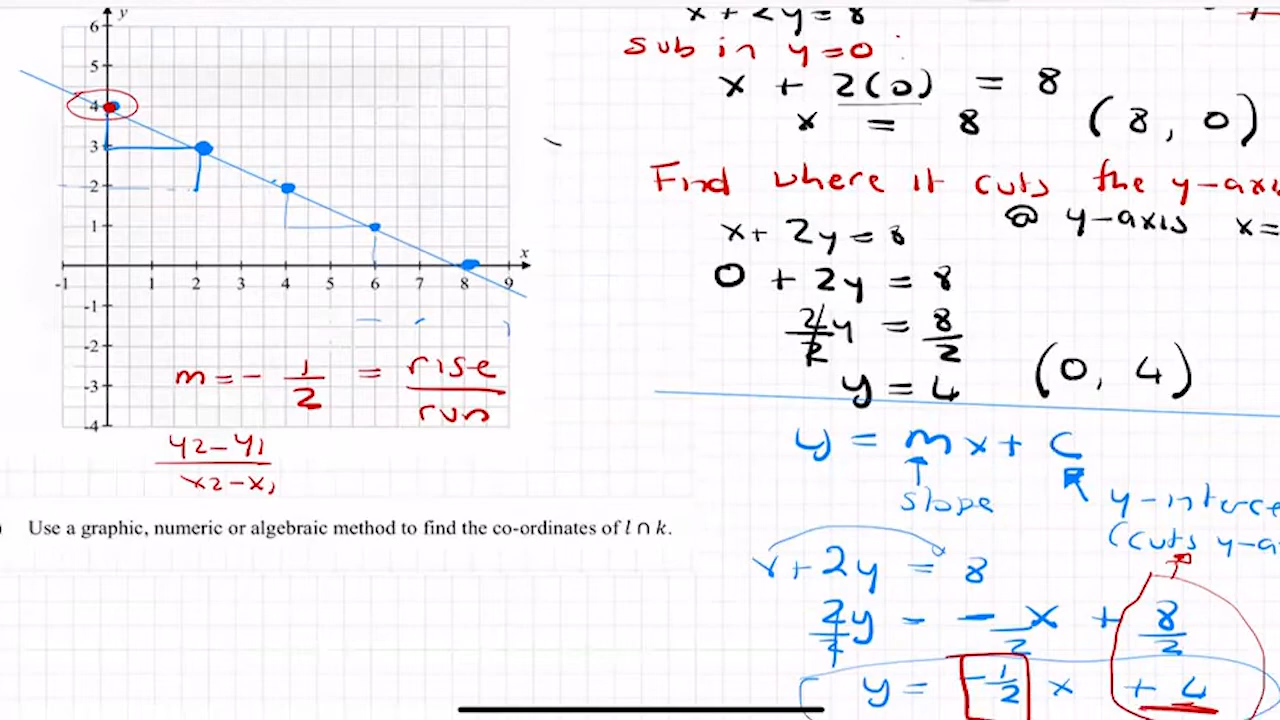 y
6
5
4
3
2
1
x
-1 1 2 3 4 5 6 7 8 9
-1
-2
-3
-4
m = - 1/2 = rise/run
y2 - y1
x2 - x1
Use a graphic, numeric or algebraic method to find the co-ordinates of l ∩ k.
x + 2y = 8
sub in y = 0
x + 2(0) = 8
x = 8 (8, 0)
Find where it cuts the y-axis
@ y-axis x =
x + 2y = 8
0 + 2y = 8
2y/2 = 8/2
y = 4 (0, 4)
y = mx + c
slope
y-interce
(cuts y-a
x + 2y = 8
2y/2 = -x/2 + 8/2
y = -1/2 x + 4